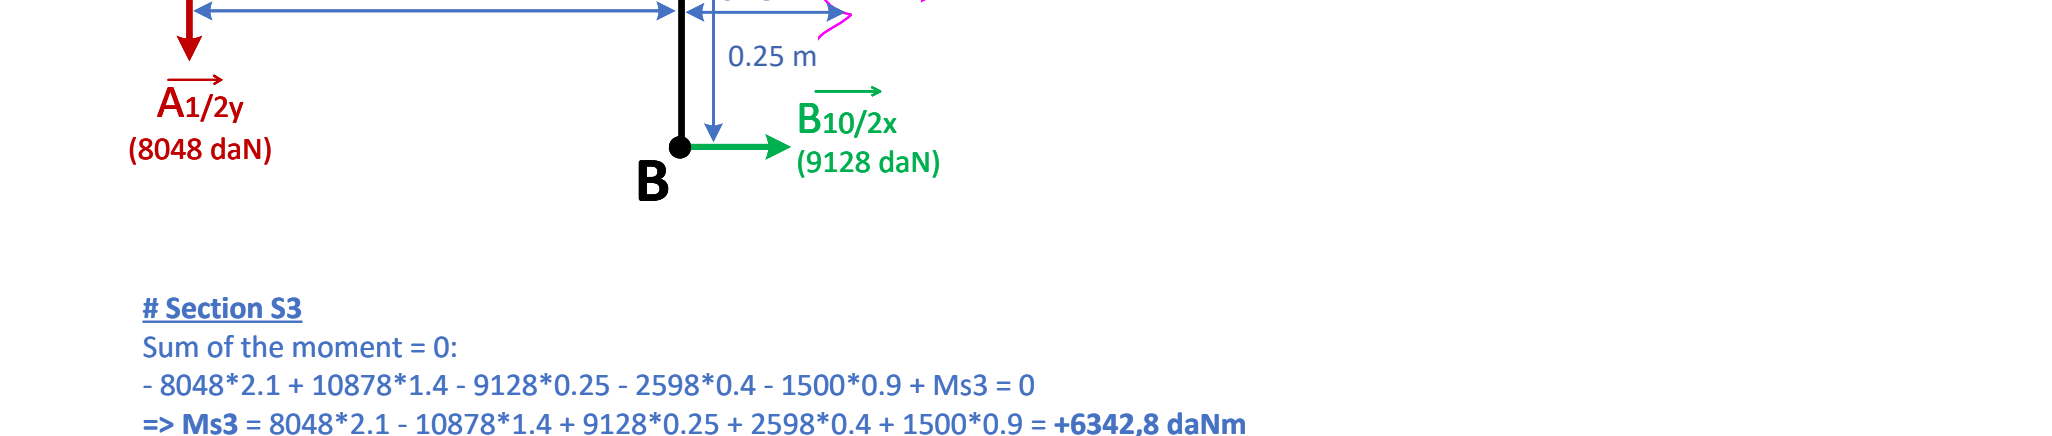 0.25 m
A1/2y
(8048 daN)
B10/2x
(9128 daN)
B
# Section S3
Sum of the moment = 0:
- 8048*2.1 + 10878*1.4 - 9128*0.25 - 2598*0.4 - 1500*0.9 + Ms3 = 0
=> Ms3 = 8048*2.1 - 10878*1.4 + 9128*0.25 + 2598*0.4 + 1500*0.9 = +6342,8 daNm